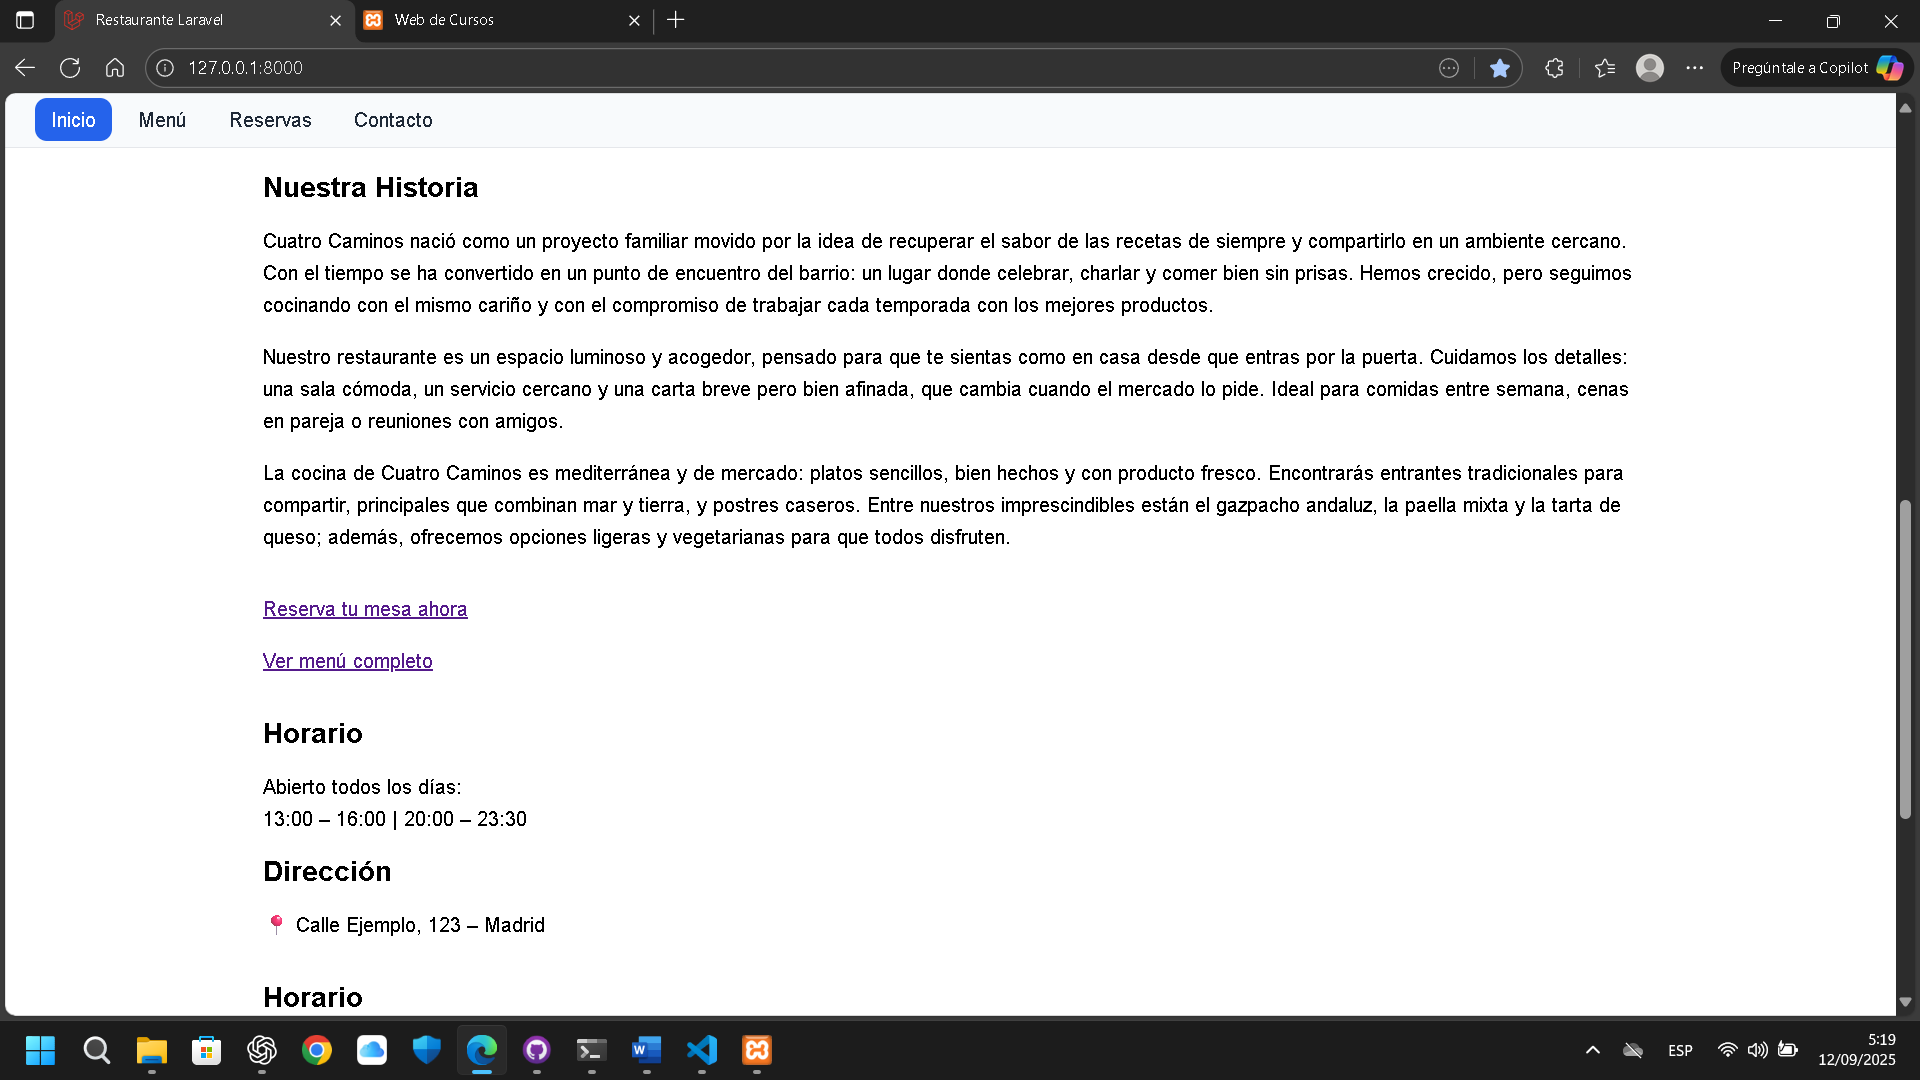 Restaurante Laravel
Web de Cursos
127.0.0.1:8000
Pregúntale a Copilot
Inicio
Menú
Reservas
Contacto
Nuestra Historia
Cuatro Caminos nació como un proyecto familiar movido por la idea de recuperar el sabor de las recetas de siempre y compartirlo en un ambiente cercano.
Con el tiempo se ha convertido en un punto de encuentro del barrio: un lugar donde celebrar, charlar y comer bien sin prisas. Hemos crecido, pero seguimos
cocinando con el mismo cariño y con el compromiso de trabajar cada temporada con los mejores productos.
Nuestro restaurante es un espacio luminoso y acogedor, pensado para que te sientas como en casa desde que entras por la puerta. Cuidamos los detalles:
una sala cómoda, un servicio cercano y una carta breve pero bien afinada, que cambia cuando el mercado lo pide. Ideal para comidas entre semana, cenas
en pareja o reuniones con amigos.
La cocina de Cuatro Caminos es mediterránea y de mercado: platos sencillos, bien hechos y con producto fresco. Encontrarás entrantes tradicionales para
compartir, principales que combinan mar y tierra, y postres caseros. Entre nuestros imprescindibles están el gazpacho andaluz, la paella mixta y la tarta de
queso; además, ofrecemos opciones ligeras y vegetarianas para que todos disfruten.
Reserva tu mesa ahora
Ver menú completo
Horario
Abierto todos los días:
13:00 – 16:00 | 20:00 – 23:30
Dirección
📍 Calle Ejemplo, 123 – Madrid
Horario
ESP
5:19
12/09/2025